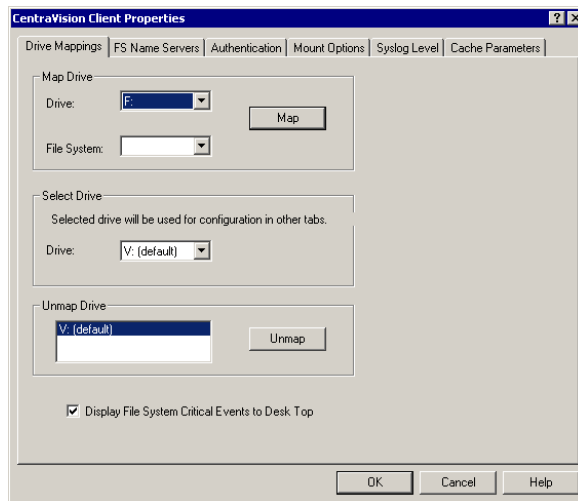 CentraVision Client Properties
Drive Mappings FS Name Servers Authentication Mount Options Syslog Level Cache Parameters
Map Drive
Drive: F:
Map
File System:
Select Drive
Selected drive will be used for configuration in other tabs.
Drive: V: (default)
Unmap Drive
V: (default)
Unmap
Display File System Critical Events to Desk Top
OK Cancel Help